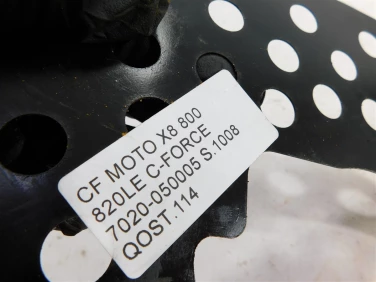 CF MOTO X8 800
820LE C-FORCE
7020-050005 S.1008
QOST.114